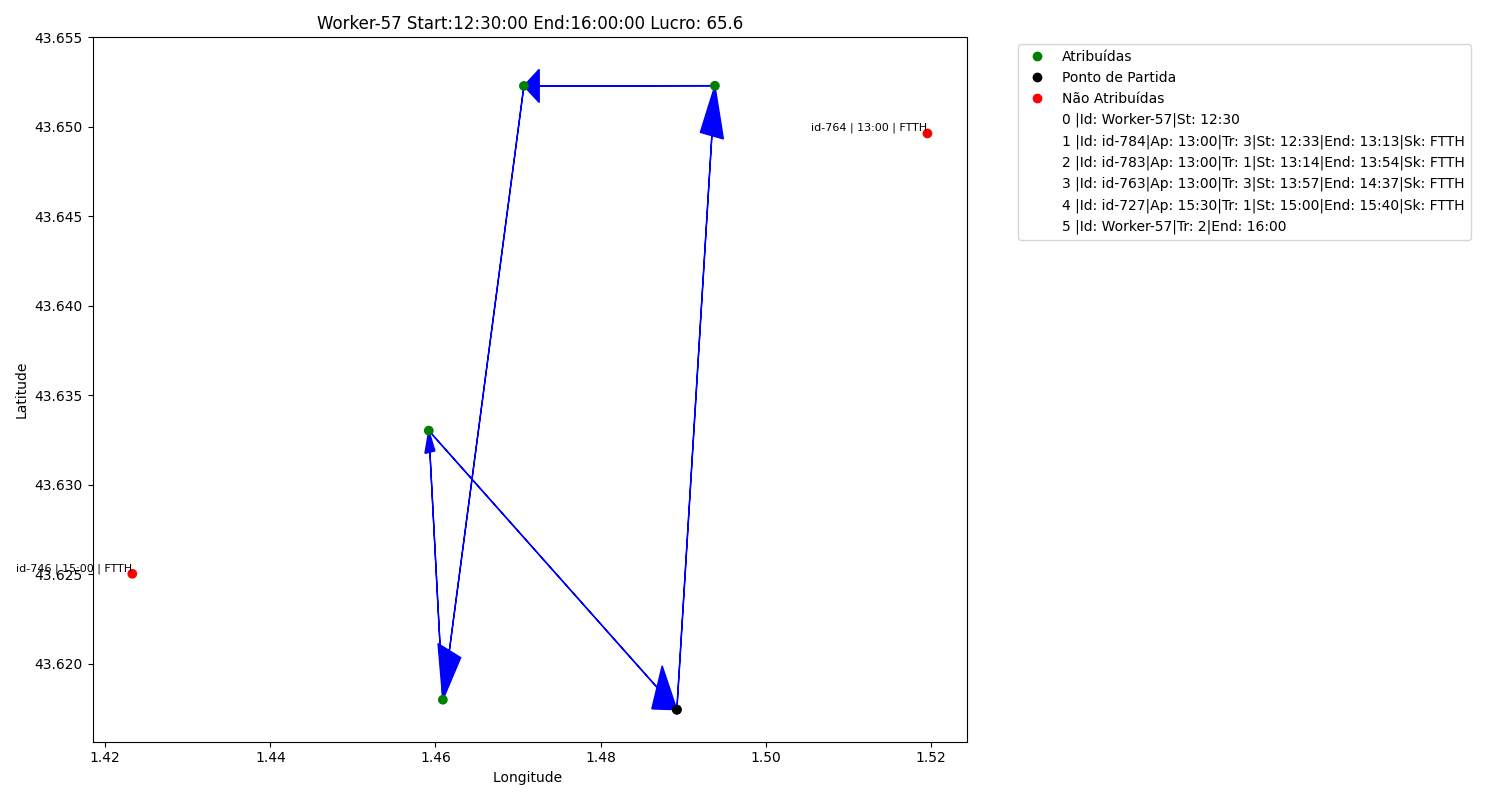 Worker-57 Start:12:30:00 End:16:00:00 Lucro: 65.6
43.655
43.650
43.645
43.640
43.635
43.630
43.625
43.620
Latitude
id-764 | 13:00 | FTTH
id-746 | 15:00 | FTTH
1.42
1.44
1.46
1.48
1.50
1.52
Longitude
Atribuídas
Ponto de Partida
Não Atribuídas
0 |Id: Worker-57|St: 12:30
1 |Id: id-784|Ap: 13:00|Tr: 3|St: 12:33|End: 13:13|Sk: FTTH
2 |Id: id-783|Ap: 13:00|Tr: 1|St: 13:14|End: 13:54|Sk: FTTH
3 |Id: id-763|Ap: 13:00|Tr: 3|St: 13:57|End: 14:37|Sk: FTTH
4 |Id: id-727|Ap: 15:30|Tr: 1|St: 15:00|End: 15:40|Sk: FTTH
5 |Id: Worker-57|Tr: 2|End: 16:00